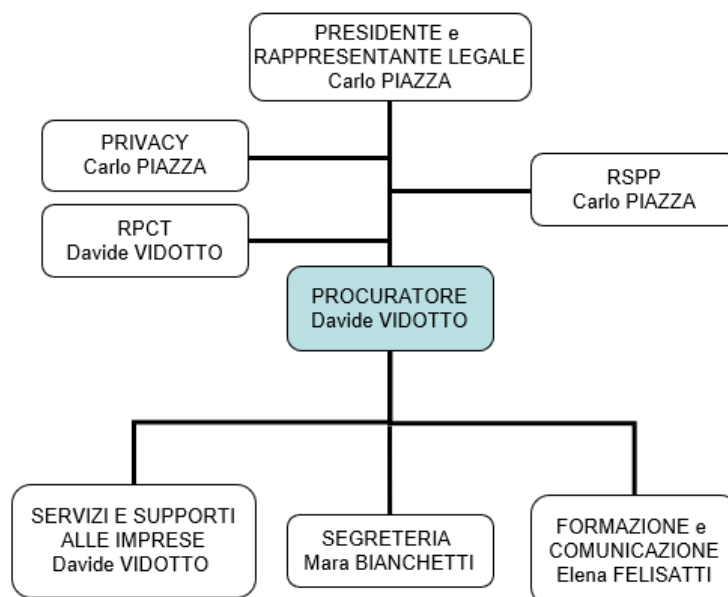 PRESIDENTE e
RAPPRESENTANTE LEGALE
Carlo PIAZZA
PRIVACY
Carlo PIAZZA
RSPP
Carlo PIAZZA
RPCT
Davide VIDOTTO
PROCURATORE
Davide VIDOTTO
SERVIZI E SUPPORTI
ALLE IMPRESE
Davide VIDOTTO
SEGRETERIA
Mara BIANCHETTI
FORMAZIONE e
COMUNICAZIONE
Elena FELISATTI